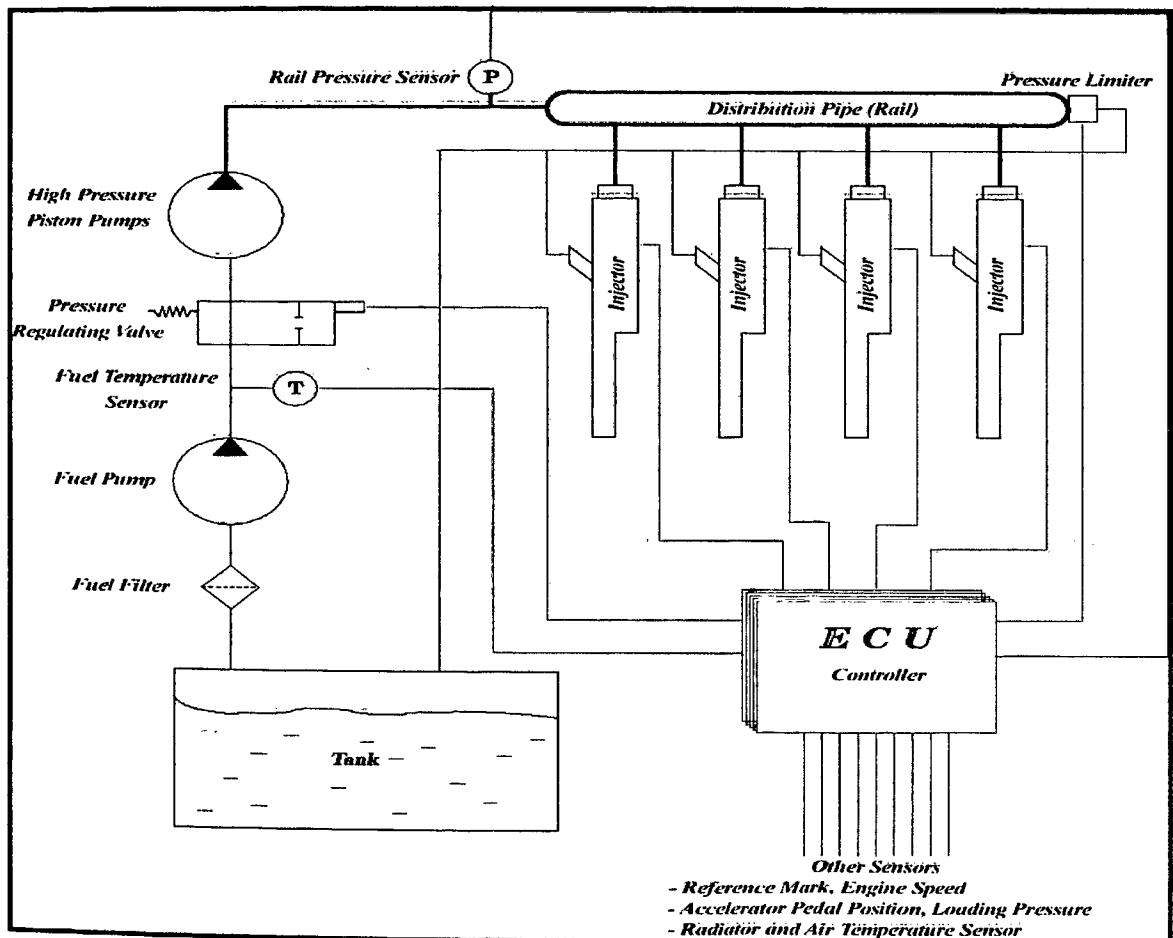 Rail Pressure Sensor
P
Pressure Limiter
Distribution Pipe (Rail)
High Pressure
Piston Pumps
Injector
Injector
Injector
Injector
Pressure
Regulating Valve
Fuel Temperature
Sensor
T
Fuel Pump
Fuel Filter
E C U
Controller
Tank
Other Sensors
- Reference Mark, Engine Speed
- Accelerator Pedal Position, Loading Pressure
- Radiator and Air Temperature Sensor